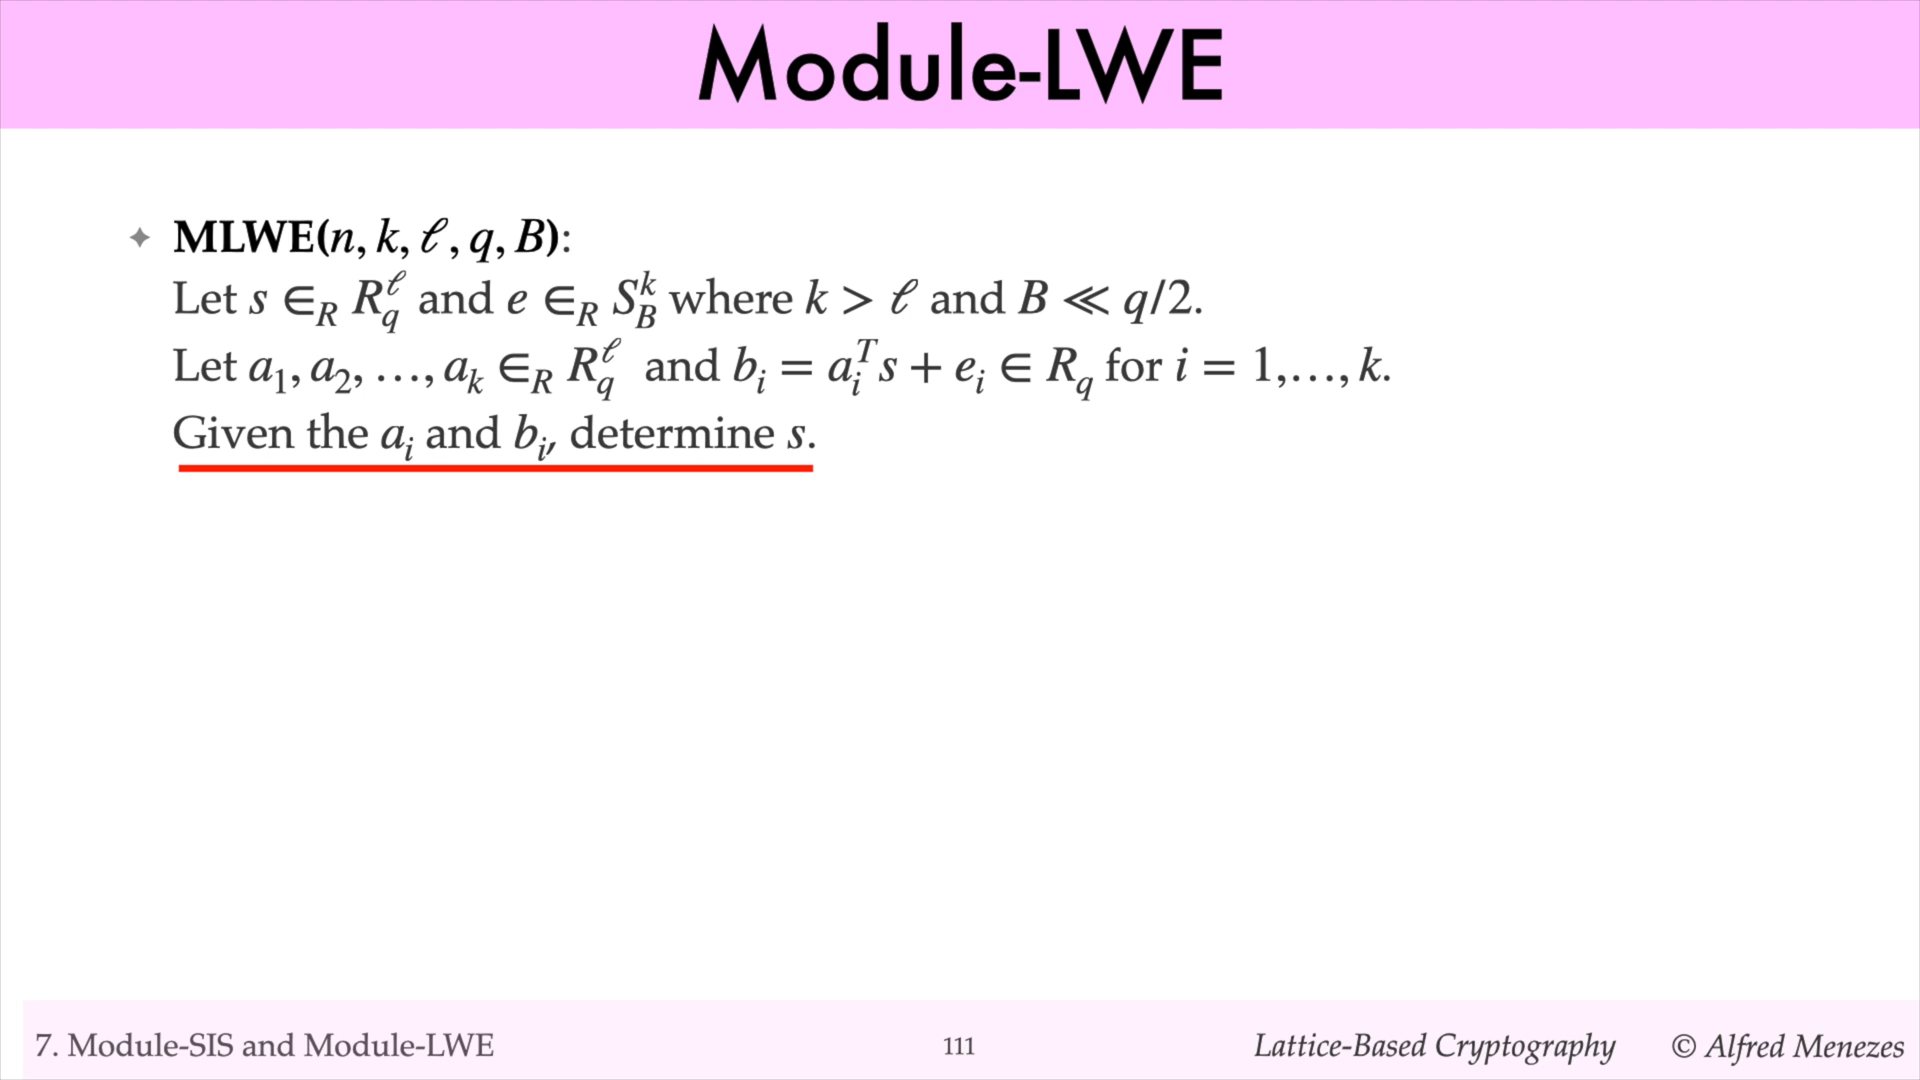 Module-LWE
✦ MLWE(n, k, ℓ, q, B):
Let s ∈_R R_q^ℓ and e ∈_R S_B^k where k > ℓ and B ≪ q/2.
Let a_1, a_2, …, a_k ∈_R R_q^ℓ and b_i = a_i^T s + e_i ∈ R_q for i = 1,…, k.
Given the a_i and b_i, determine s.
7. Module-SIS and Module-LWE 111 Lattice-Based Cryptography © Alfred Menezes